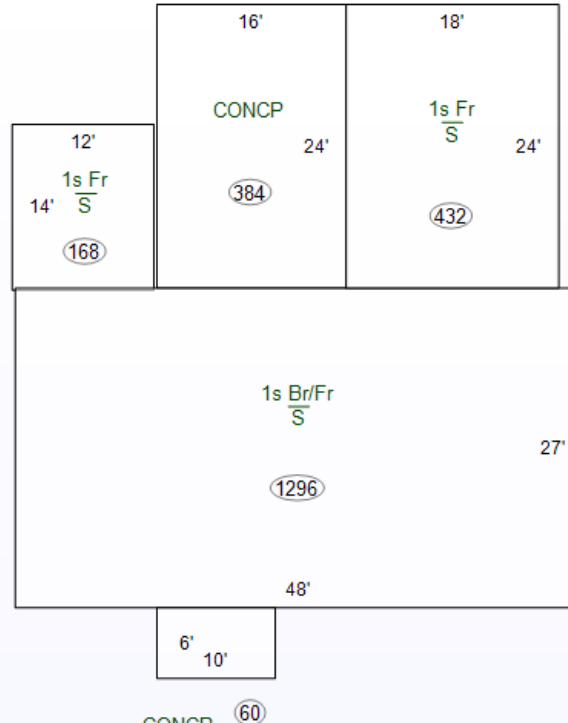 16' 18'
CONCP 1s Fr
S
24' 24'
12'
1s Fr
S
14'
384
432
168
1s Br/Fr
S
27'
1296
48'
6'
10'
60
CONCP